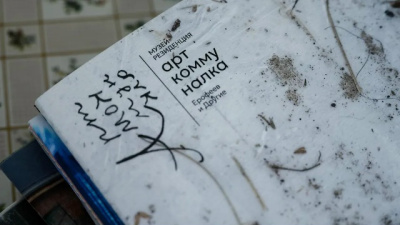 МУЗЕЙ
РЕЗИДЕНЦИЯ
арт
комму
налка
Ерофеев
и Другие